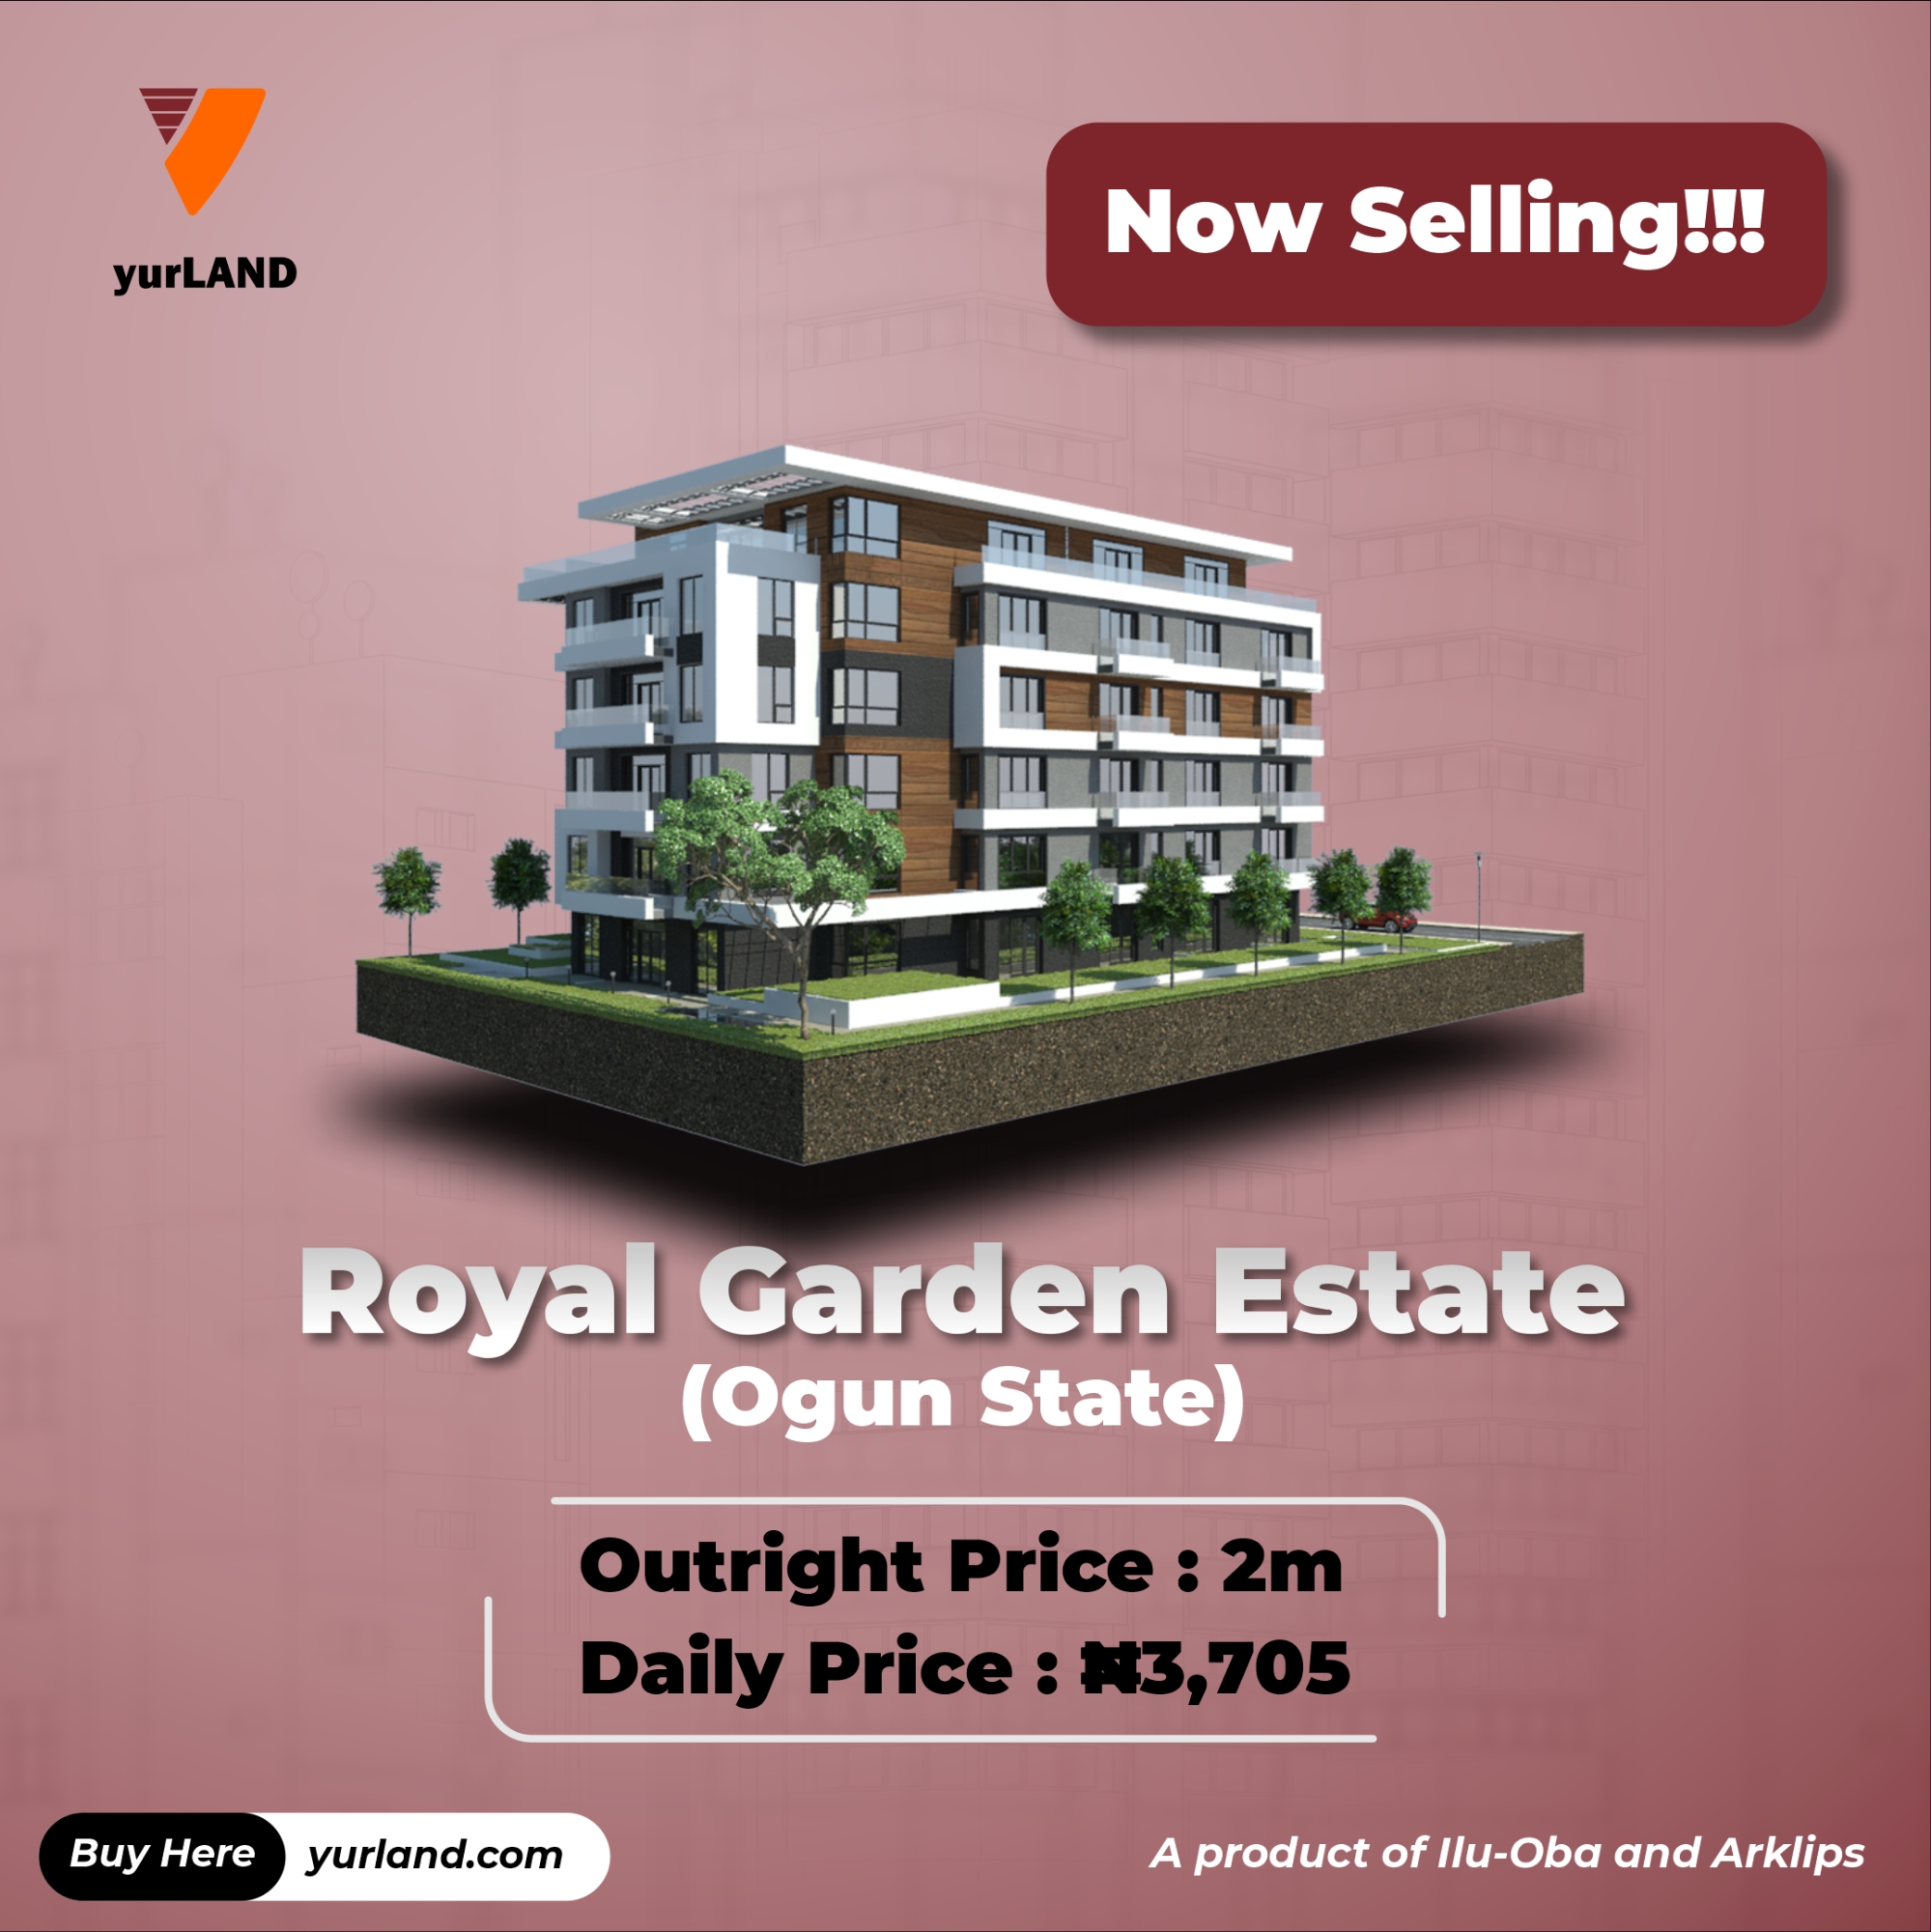 yurLAND
Now Selling!!!
Royal Garden Estate
(Ogun State)
Outright Price : 2m
Daily Price : ₦3,705
Buy Here yurland.com
A product of Ilu-Oba and Arklips